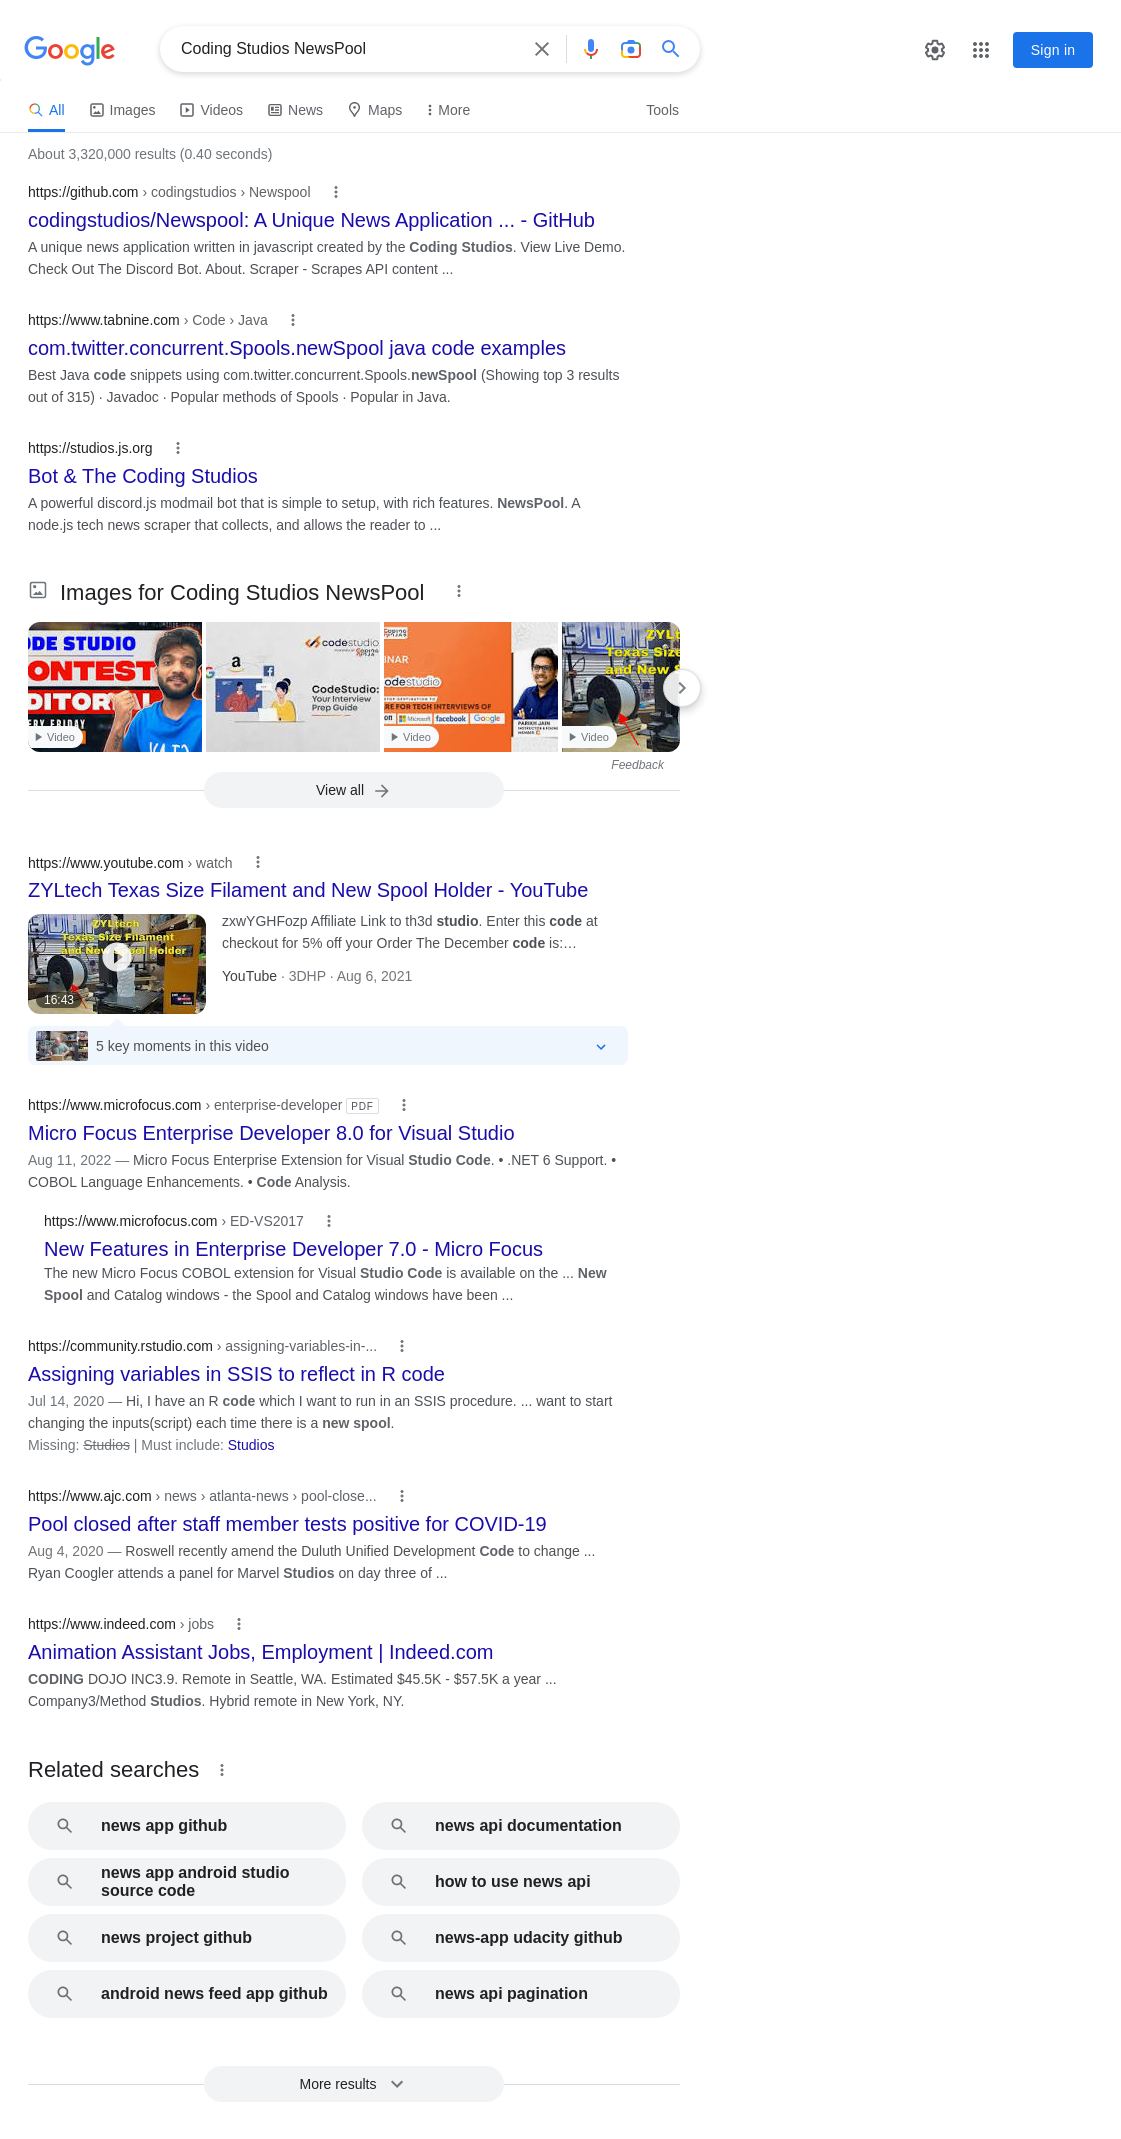 Google
Coding Studios NewsPool
Sign in
All
Images
Videos
News
Maps
More
Tools
About 3,320,000 results (0.40 seconds)
https://github.com › codingstudios › Newspool
codingstudios/Newspool: A Unique News Application ... - GitHub
A unique news application written in javascript created by the Coding Studios. View Live Demo.
Check Out The Discord Bot. About. Scraper - Scrapes API content ...
https://www.tabnine.com › Code › Java
com.twitter.concurrent.Spools.newSpool java code examples
Best Java code snippets using com.twitter.concurrent.Spools.newSpool (Showing top 3 results
out of 315) · Javadoc · Popular methods of Spools · Popular in Java.
https://studios.js.org
Bot & The Coding Studios
A powerful discord.js modmail bot that is simple to setup, with rich features. NewsPool. A
node.js tech news scraper that collects, and allows the reader to ...
Images for Coding Studios NewsPool
ODE STUDIO
ONTEST
DITORIAL
ERY FRIDAY
Video
codestudio
CodeStudio:
Your Interview
Prep Guide
NAR
odestudio
RE FOR TECH INTERVIEWS OF
on Microsoft facebook Google
PARIKH JAIN
Video
3DHP
ZYLt
Texas Size
and New S
Video
Feedback
View all
https://www.youtube.com › watch
ZYLtech Texas Size Filament and New Spool Holder - YouTube
3DHP
ZYLtech
Texas Size Filament
and New Spool Holder
16:43
zxwYGHFozp Affiliate Link to th3d studio. Enter this code at
checkout for 5% off your Order The December code is:...
YouTube · 3DHP · Aug 6, 2021
5 key moments in this video
https://www.microfocus.com › enterprise-developer PDF
Micro Focus Enterprise Developer 8.0 for Visual Studio
Aug 11, 2022 — Micro Focus Enterprise Extension for Visual Studio Code. • .NET 6 Support. •
COBOL Language Enhancements. • Code Analysis.
https://www.microfocus.com › ED-VS2017
New Features in Enterprise Developer 7.0 - Micro Focus
The new Micro Focus COBOL extension for Visual Studio Code is available on the ... New
Spool and Catalog windows - the Spool and Catalog windows have been ...
https://community.rstudio.com › assigning-variables-in-...
Assigning variables in SSIS to reflect in R code
Jul 14, 2020 — Hi, I have an R code which I want to run in an SSIS procedure. ... want to start
changing the inputs(script) each time there is a new spool.
Missing: Studios | Must include: Studios
https://www.ajc.com › news › atlanta-news › pool-close...
Pool closed after staff member tests positive for COVID-19
Aug 4, 2020 — Roswell recently amend the Duluth Unified Development Code to change ...
Ryan Coogler attends a panel for Marvel Studios on day three of ...
https://www.indeed.com › jobs
Animation Assistant Jobs, Employment | Indeed.com
CODING DOJO INC3.9. Remote in Seattle, WA. Estimated $45.5K - $57.5K a year ...
Company3/Method Studios. Hybrid remote in New York, NY.
Related searches
news app github
news api documentation
news app android studio
source code
how to use news api
news project github
news-app udacity github
android news feed app github
news api pagination
More results